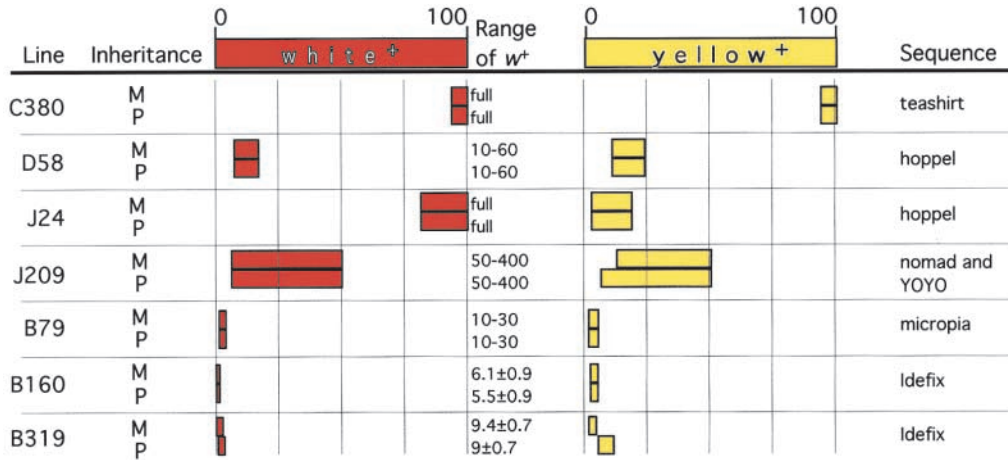 0 100 0 100
Line Inheritance white+ Range of w+ yellow+ Sequence
C380 M full teashirt
P full
D58 M 10-60 hoppel
P 10-60
J24 M full hoppel
P full
J209 M 50-400 nomad and
P 50-400 YOYO
B79 M 10-30 micropia
P 10-30
B160 M 6.1±0.9 Idefix
P 5.5±0.9
B319 M 9.4±0.7 Idefix
P 9±0.7